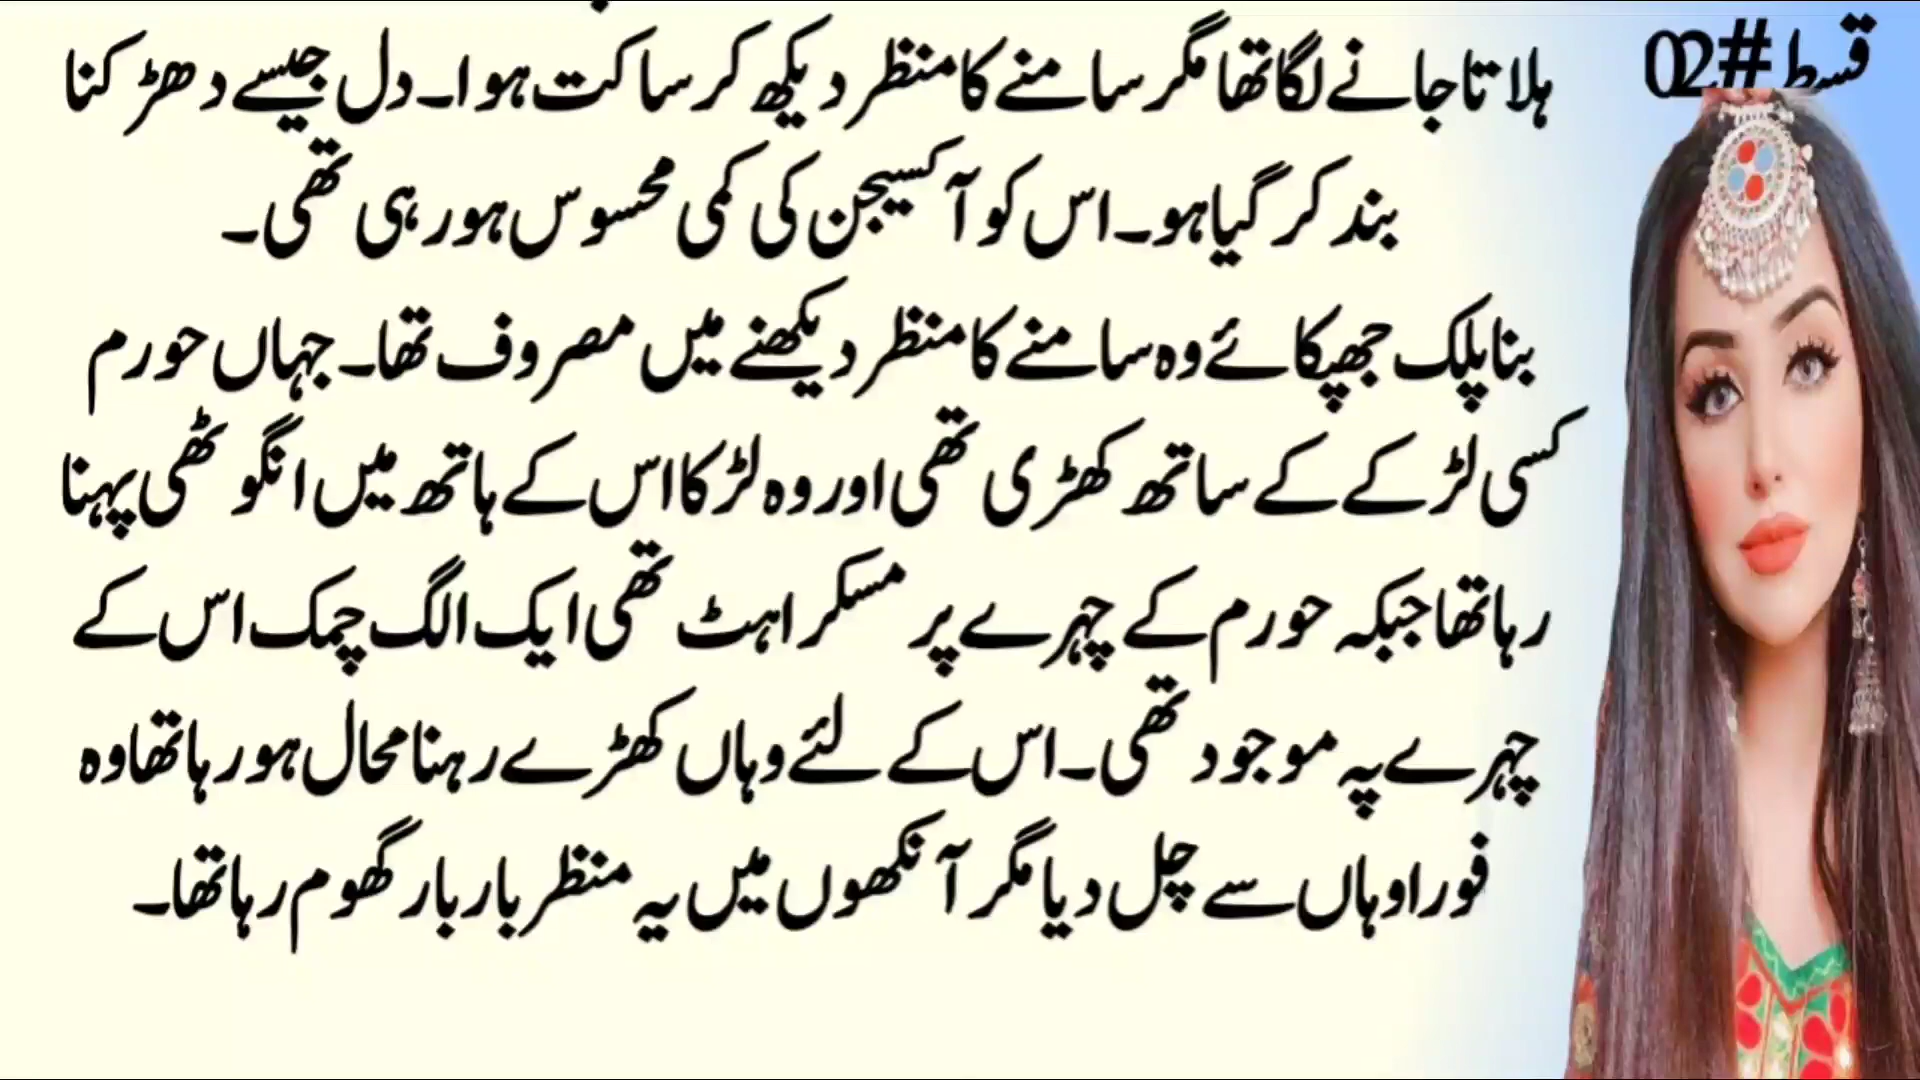 قسط #02
ہلاتا جانے لگا تھا مگر سامنے کا منظر دیکھ کر ساکت ہوا۔ دل جیسے دھڑکنا
بند کر گیا ہو۔ اس کو آکسیجن کی کمی محسوس ہو رہی تھی۔
بنا پلک جھپکائے وہ سامنے کا منظر دیکھنے میں مصروف تھا۔ جہاں حورم
کسی لڑکے کے ساتھ کھڑی تھی اور وہ لڑکا اس کے ہاتھ میں انگوٹھی پہنا
رہا تھا جبکہ حورم کے چہرے پر مسکراہٹ تھی ایک الگ چمک اس کے
چہرے پہ موجود تھی۔ اس کے لئے وہاں کھڑے رہنا محال ہو رہا تھا وہ
فورا وہاں سے چل دیا مگر آنکھوں میں یہ منظر بار بار گھوم رہا تھا۔